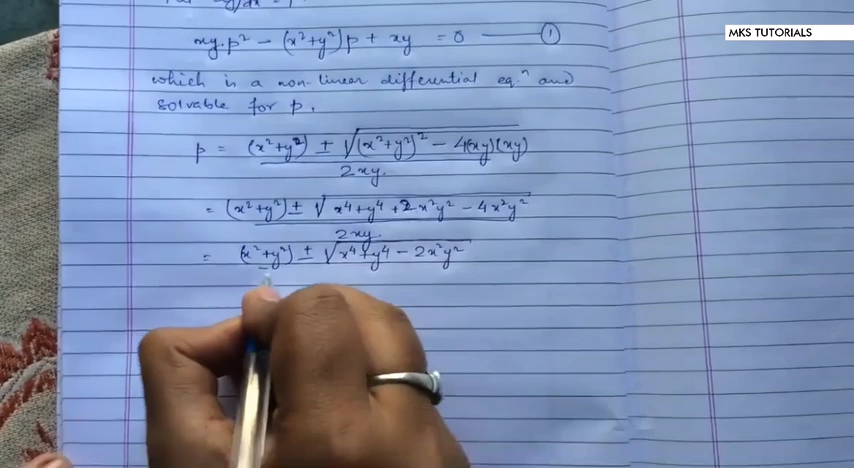 MKS TUTORIALS
xy.p² − (x²+y²)p + xy = 0 —— ①
which is a non-linear differential eq.ⁿ and
solvable for p.
p = (x²+y²) ± √(x²+y²)² − 4(xy)(xy)
2xy.
= (x²+y²) ± √x⁴+y⁴+2x²y² − 4x²y²
2xy.
= (x²+y²) ± √x⁴+y⁴ − 2x²y²